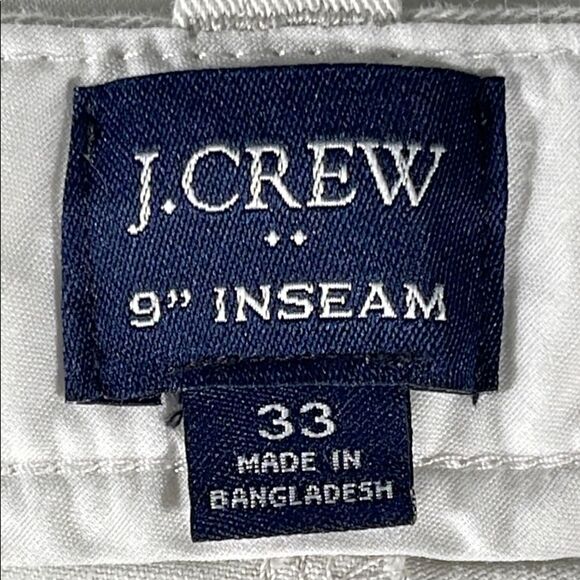 J.CREW
••
9” INSEAM
33
MADE IN
BANGLADESH